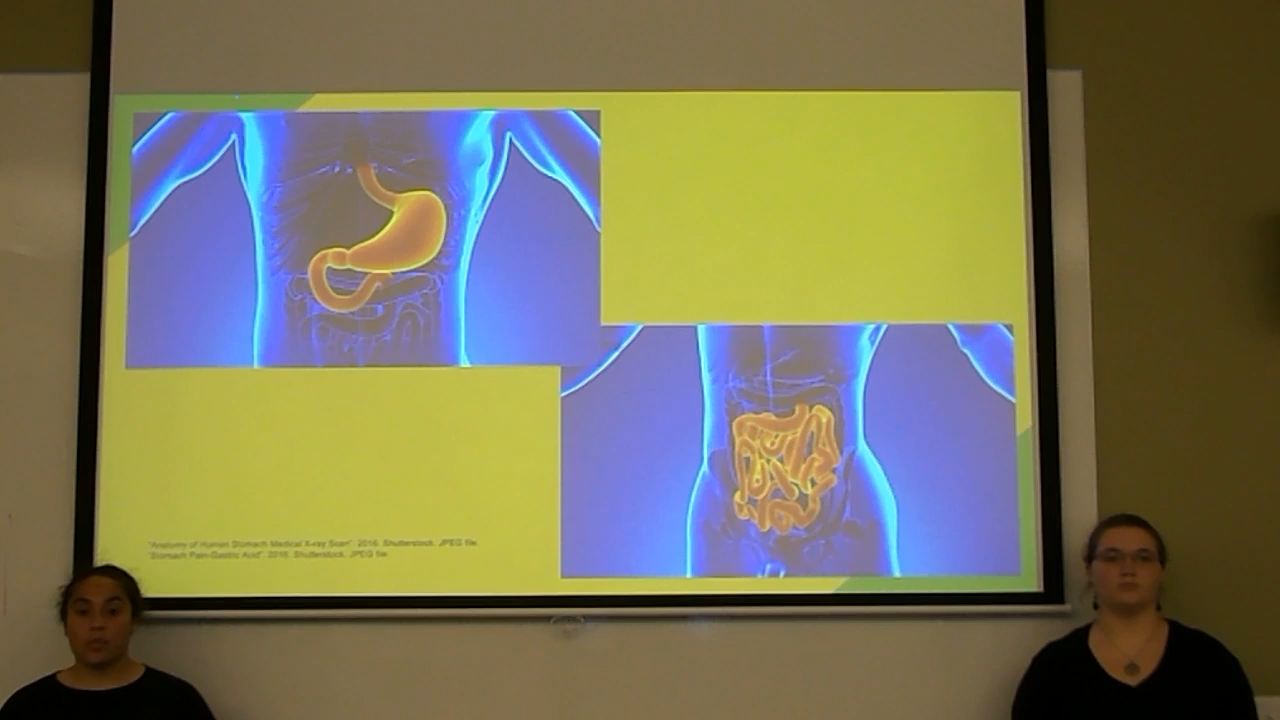 "Anatomy of Human Stomach Medical X-ray Scan". 2016. Shutterstock. JPEG file.
"Stomach Pain-Gastric Acid". 2016. Shutterstock. JPEG file.